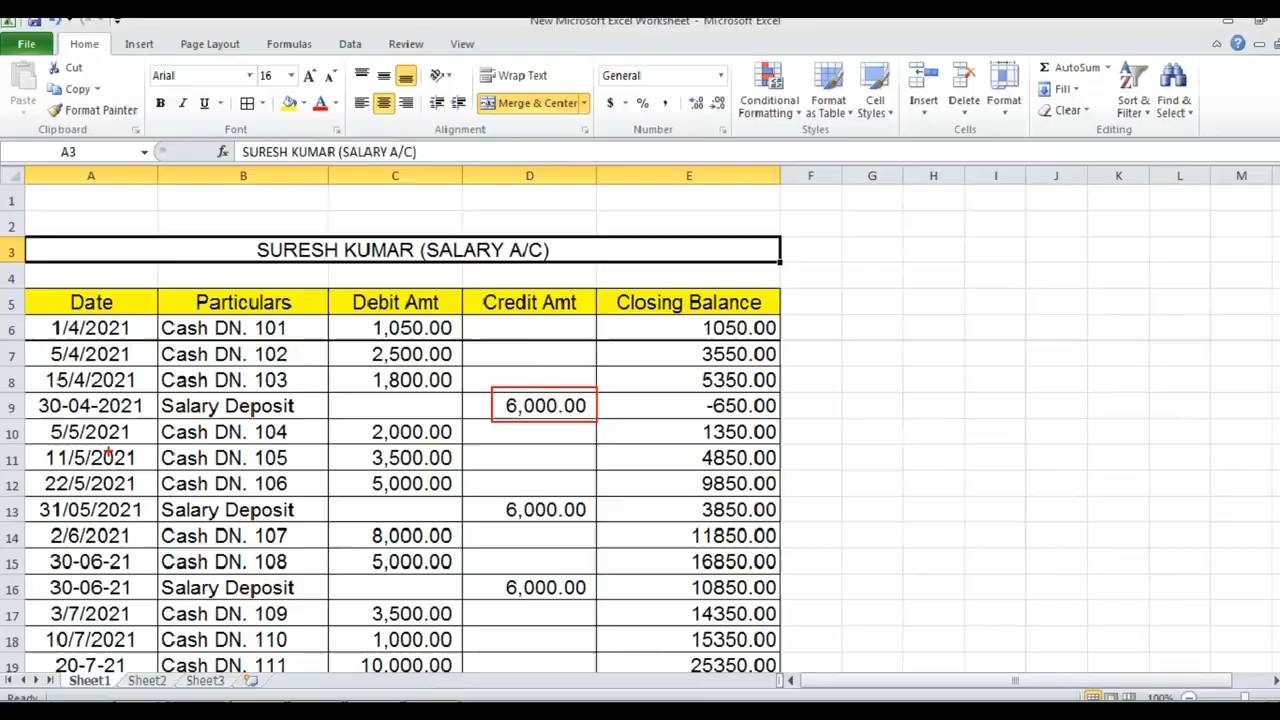 New Microsoft Excel Worksheet - Microsoft Excel
File Home Insert Page Layout Formulas Data Review View
Cut
Copy
Format Painter
Paste
Clipboard
Arial 16
B I U
Font
Wrap Text
Merge & Center
Alignment
General
$ % ,
Number
Conditional Formatting
Format as Table
Cell Styles
Styles
Insert Delete Format
Cells
AutoSum
Fill
Clear
Sort & Filter
Find & Select
Editing
A3 fx SURESH KUMAR (SALARY A/C)
A B C D E F G H I J K L M
1
2
3 SURESH KUMAR (SALARY A/C)
4
5 Date Particulars Debit Amt Credit Amt Closing Balance
6 1/4/2021 Cash DN. 101 1,050.00 1050.00
7 5/4/2021 Cash DN. 102 2,500.00 3550.00
8 15/4/2021 Cash DN. 103 1,800.00 5350.00
9 30-04-2021 Salary Deposit 6,000.00 -650.00
10 5/5/2021 Cash DN. 104 2,000.00 1350.00
11 11/5/2021 Cash DN. 105 3,500.00 4850.00
12 22/5/2021 Cash DN. 106 5,000.00 9850.00
13 31/05/2021 Salary Deposit 6,000.00 3850.00
14 2/6/2021 Cash DN. 107 8,000.00 11850.00
15 30-06-21 Cash DN. 108 5,000.00 16850.00
16 30-06-21 Salary Deposit 6,000.00 10850.00
17 3/7/2021 Cash DN. 109 3,500.00 14350.00
18 10/7/2021 Cash DN. 110 1,000.00 15350.00
19 20-7-21 Cash DN. 111 10,000.00 25350.00
Sheet1 Sheet2 Sheet3
Ready 100%